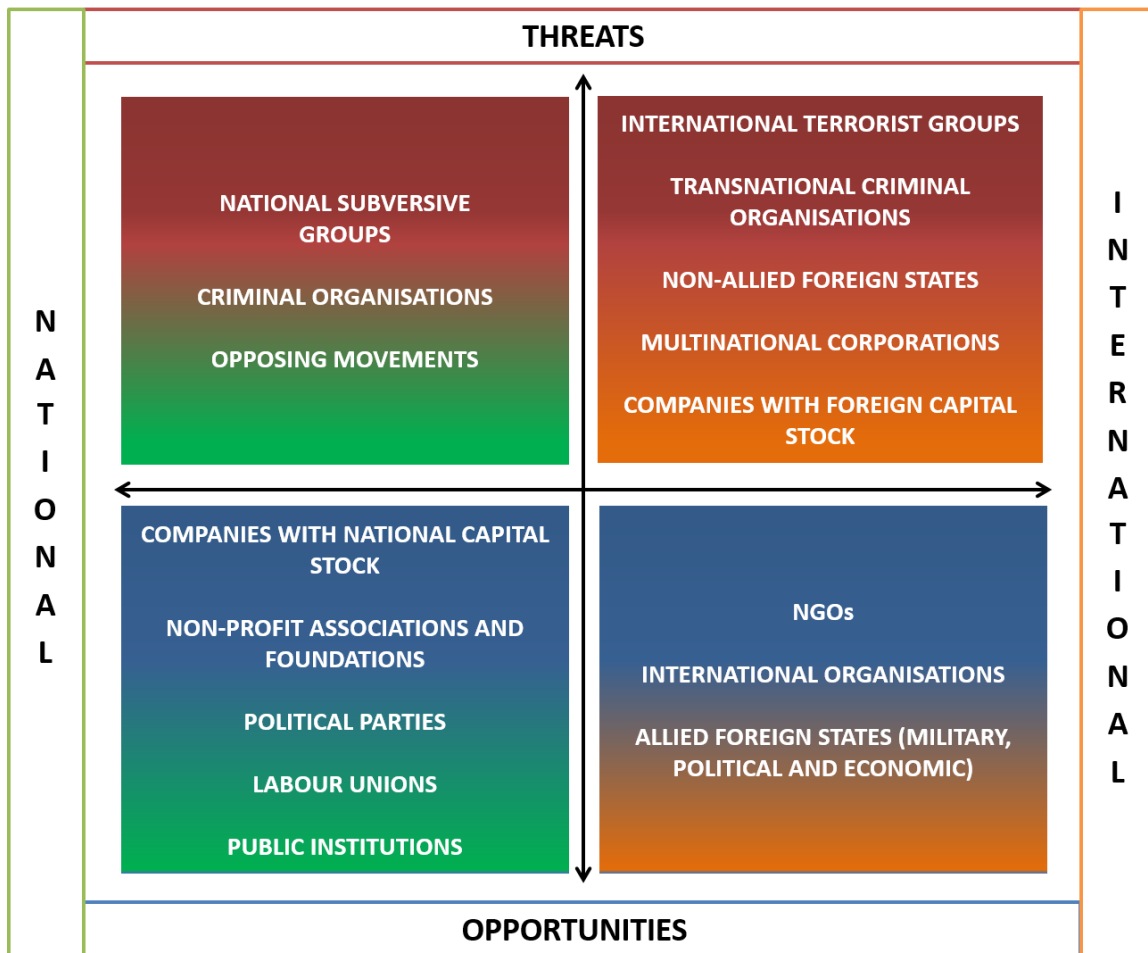 THREATS
NATIONAL
NATIONAL SUBVERSIVE
GROUPS
CRIMINAL ORGANISATIONS
OPPOSING MOVEMENTS
INTERNATIONAL TERRORIST GROUPS
TRANSNATIONAL CRIMINAL
ORGANISATIONS
NON-ALLIED FOREIGN STATES
MULTINATIONAL CORPORATIONS
COMPANIES WITH FOREIGN CAPITAL
STOCK
INTERNATIONAL
COMPANIES WITH NATIONAL CAPITAL
STOCK
NON-PROFIT ASSOCIATIONS AND
FOUNDATIONS
POLITICAL PARTIES
LABOUR UNIONS
PUBLIC INSTITUTIONS
NGOs
INTERNATIONAL ORGANISATIONS
ALLIED FOREIGN STATES (MILITARY,
POLITICAL AND ECONOMIC)
OPPORTUNITIES